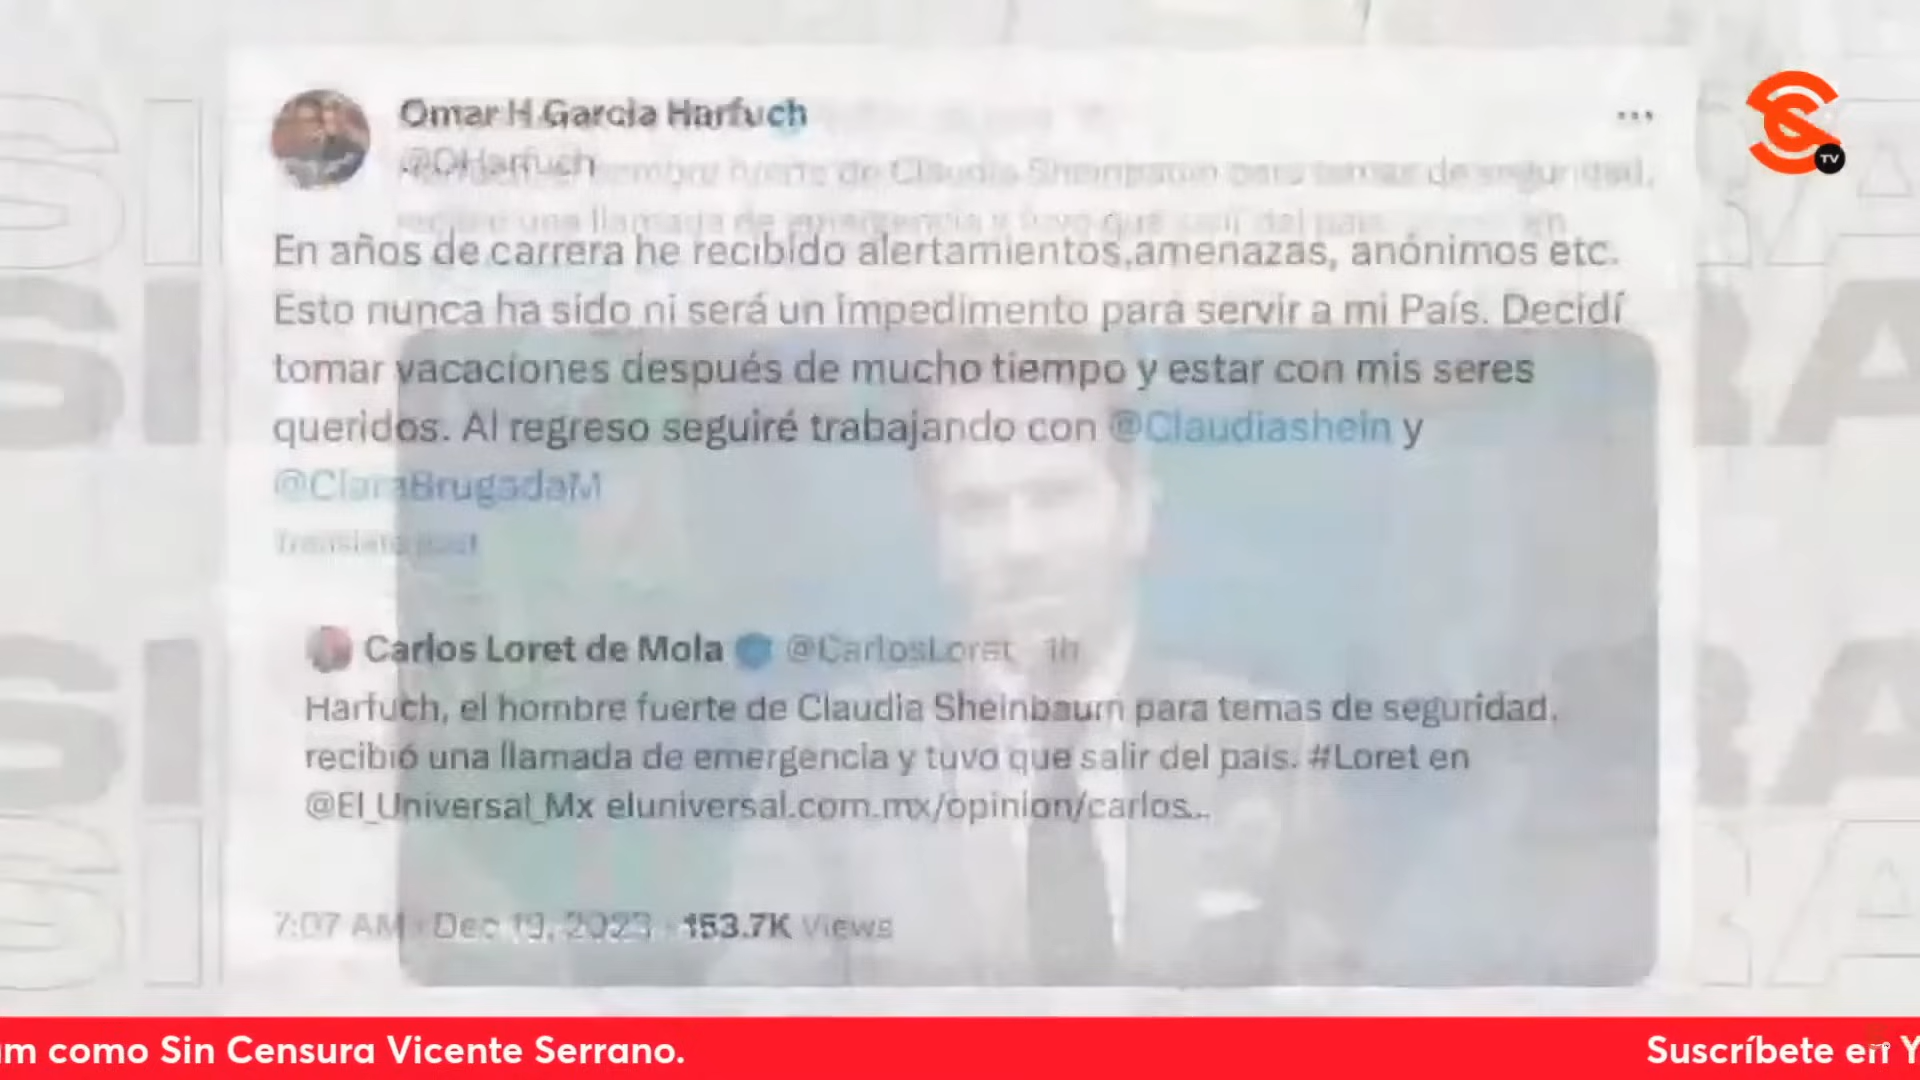 Omar H Garcia Harfuch
@OHarfuch
En años de carrera he recibido alertamientos,amenazas, anónimos etc.
Esto nunca ha sido ni será un impedimento para servir a mi País. Decidí
tomar vacaciones después de mucho tiempo y estar con mis seres
queridos. Al regreso seguiré trabajando con @Claudiashein y
@ClaraBrugadaM
Translate post
Carlos Loret de Mola @CarlosLoret · 1h
Harfuch, el hombre fuerte de Claudia Sheinbaum para temas de seguridad,
recibió una llamada de emergencia y tuvo que salir del país. #Loret en
@El_Universal_Mx eluniversal.com.mx/opinion/carlos...
7:07 AM · Dec 19, 2023 · 153.7K Views
TV
como Sin Censura Vicente Serrano. Suscríbete en